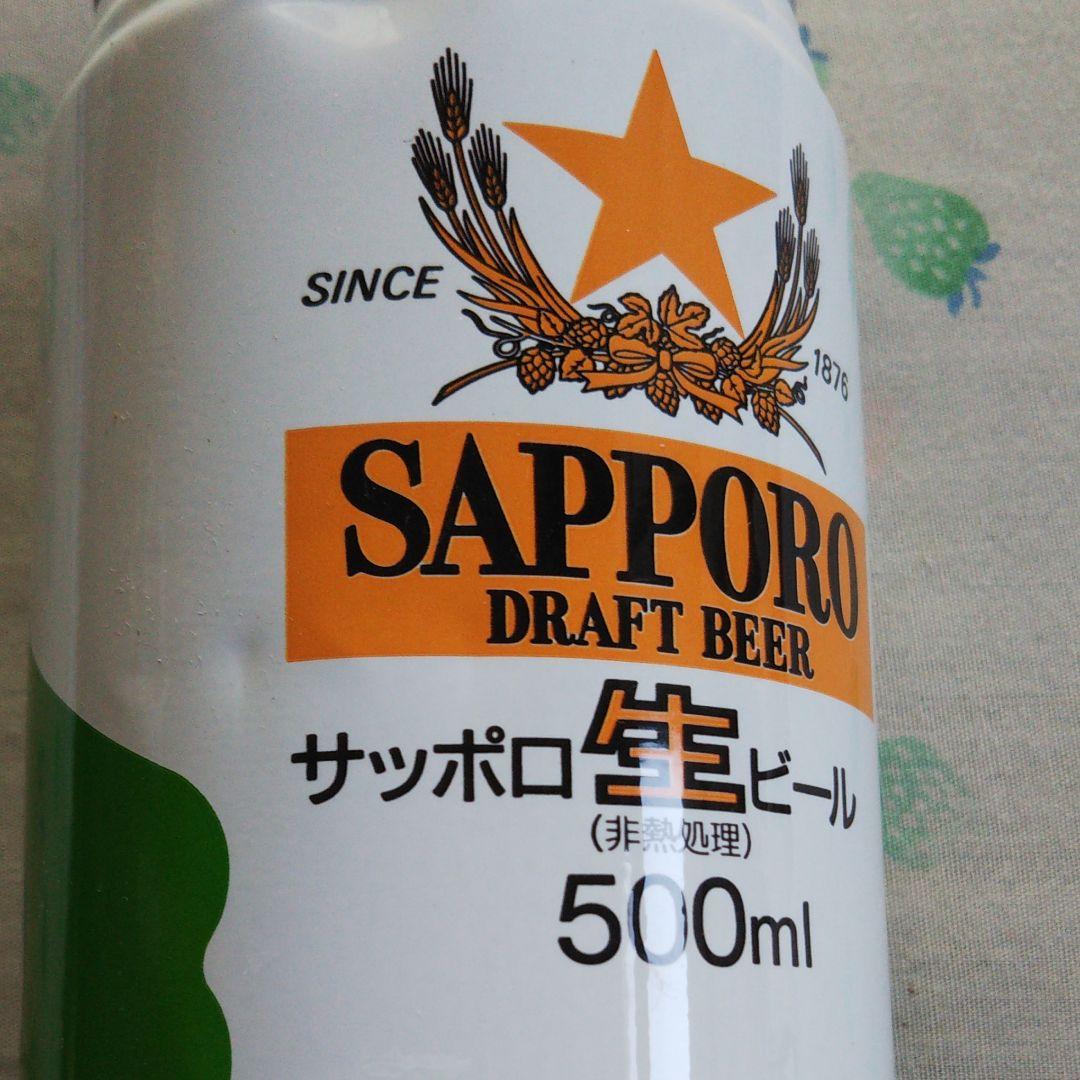 SINCE 1876
SAPPORO
DRAFT BEER
サッポロ生ビール
(非熱処理)
500ml